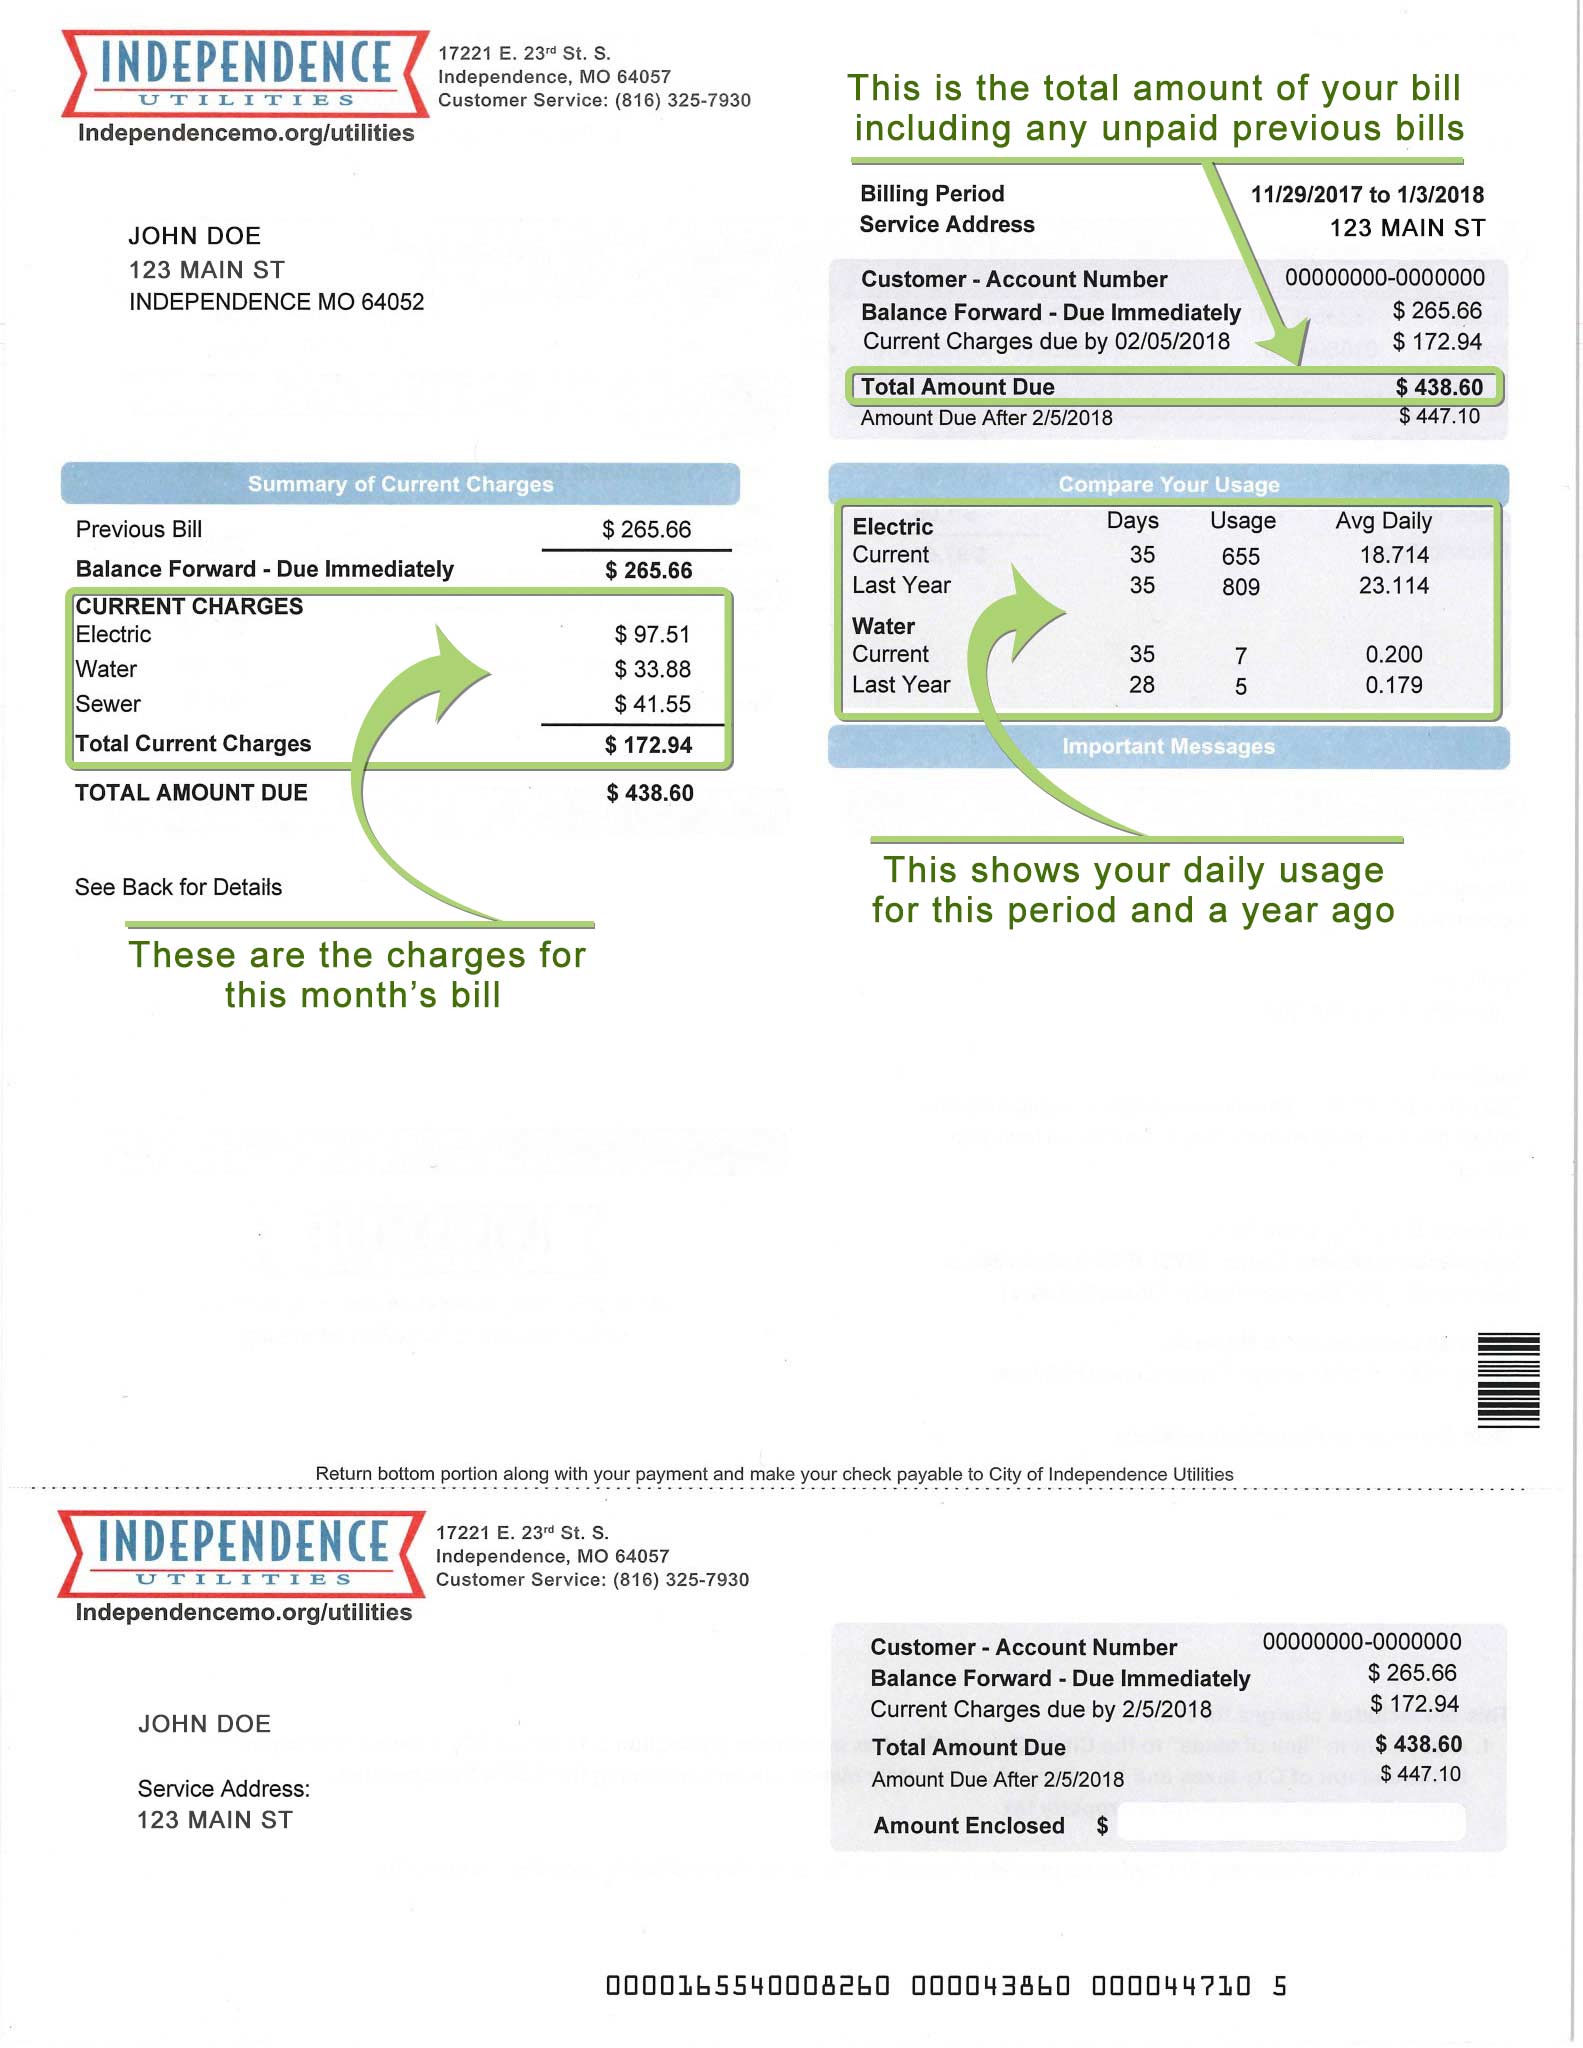 INDEPENDENCE
UTILITIES
Independencemo.org/utilities
17221 E. 23rd St. S.
Independence, MO 64057
Customer Service: (816) 325-7930
This is the total amount of your bill
including any unpaid previous bills
Billing Period 11/29/2017 to 1/3/2018
Service Address 123 MAIN ST
JOHN DOE
123 MAIN ST
INDEPENDENCE MO 64052
Customer - Account Number 00000000-0000000
Balance Forward - Due Immediately $ 265.66
Current Charges due by 02/05/2018 $ 172.94
Total Amount Due $ 438.60
Amount Due After 2/5/2018 $ 447.10
Summary of Current Charges
Previous Bill $ 265.66
Balance Forward - Due Immediately $ 265.66
CURRENT CHARGES
Electric $ 97.51
Water $ 33.88
Sewer $ 41.55
Total Current Charges $ 172.94
TOTAL AMOUNT DUE $ 438.60
See Back for Details
These are the charges for
this month's bill
Compare Your Usage
Electric Days Usage Avg Daily
Current 35 655 18.714
Last Year 35 809 23.114
Water
Current 35 7 0.200
Last Year 28 5 0.179
Important Messages
This shows your daily usage
for this period and a year ago
Return bottom portion along with your payment and make your check payable to City of Independence Utilities
INDEPENDENCE
UTILITIES
Independencemo.org/utilities
17221 E. 23rd St. S.
Independence, MO 64057
Customer Service: (816) 325-7930
JOHN DOE
Service Address:
123 MAIN ST
Customer - Account Number 00000000-0000000
Balance Forward - Due Immediately $ 265.66
Current Charges due by 2/5/2018 $ 172.94
Total Amount Due $ 438.60
Amount Due After 2/5/2018 $ 447.10
Amount Enclosed $
0000165540008260 000043860 000044710 5